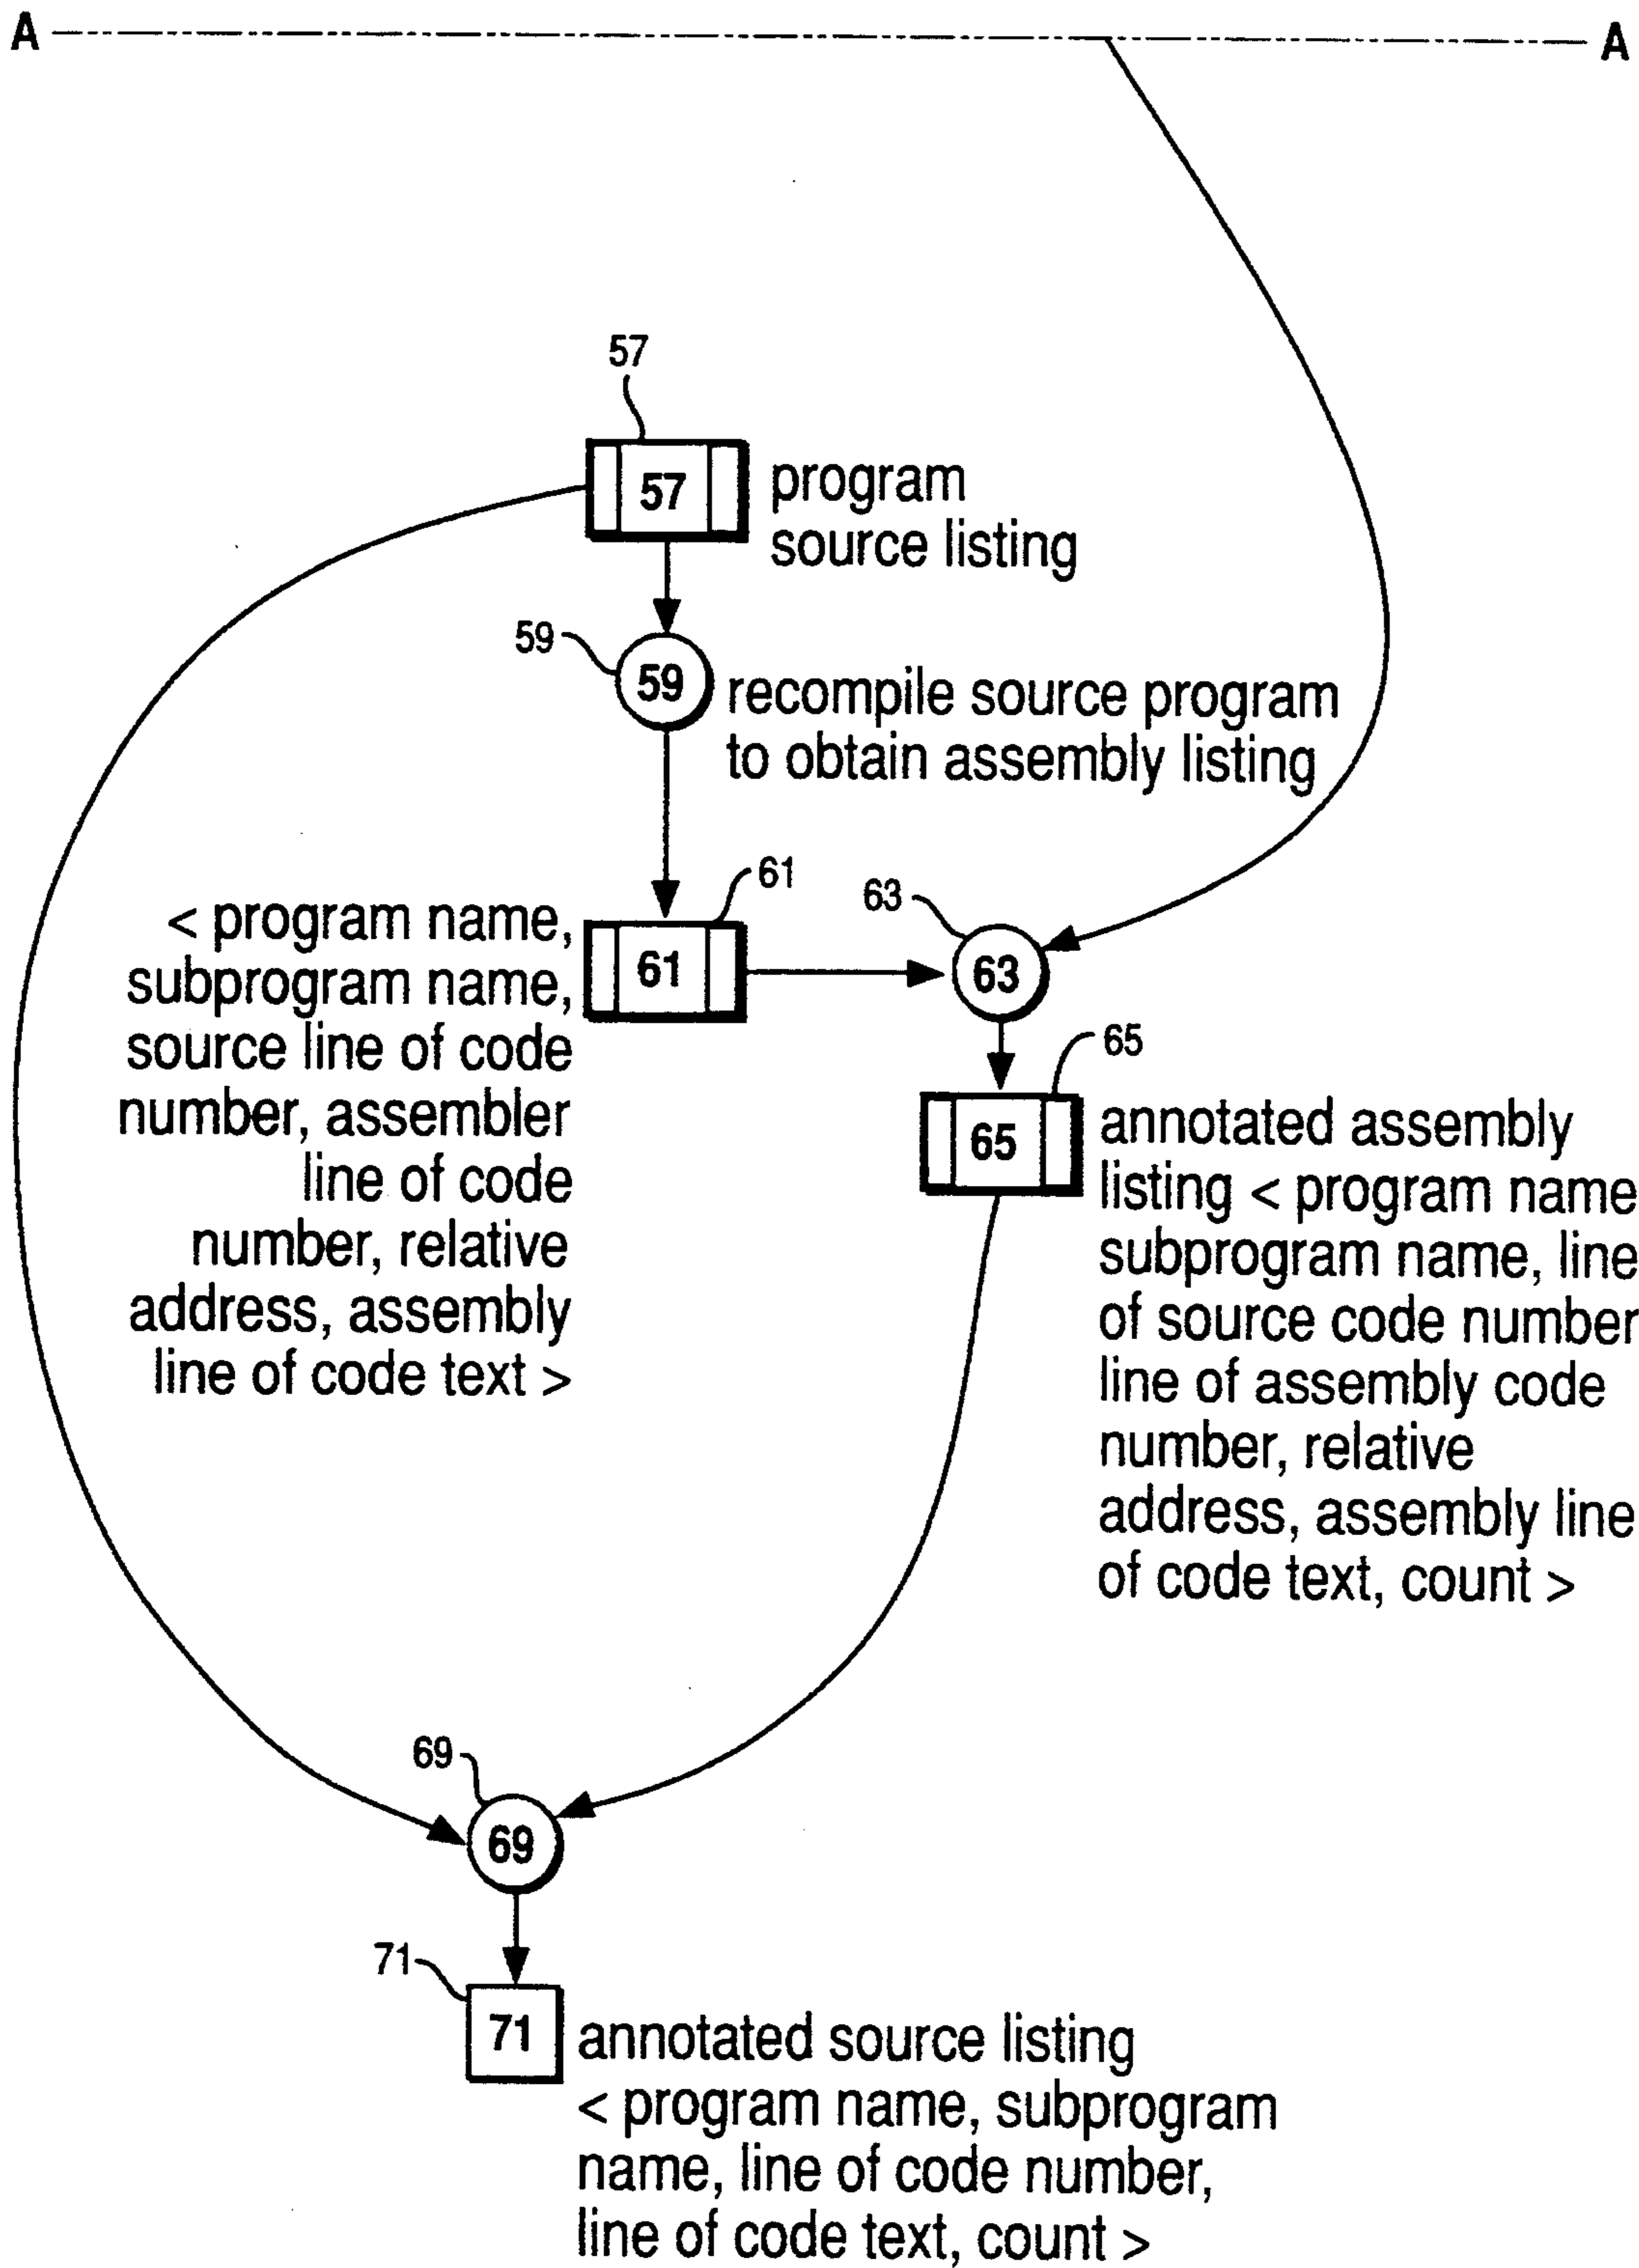 A A
57
57
program
source listing
59
59
recompile source program
to obtain assembly listing
61
61
< program name,
subprogram name,
source line of code
number, assembler
line of code
number, relative
address, assembly
line of code text >
63
63
65
65
annotated assembly
listing < program name
subprogram name, line
of source code number
line of assembly code
number, relative
address, assembly line
of code text, count >
69
69
71
71
annotated source listing
< program name, subprogram
name, line of code number,
line of code text, count >